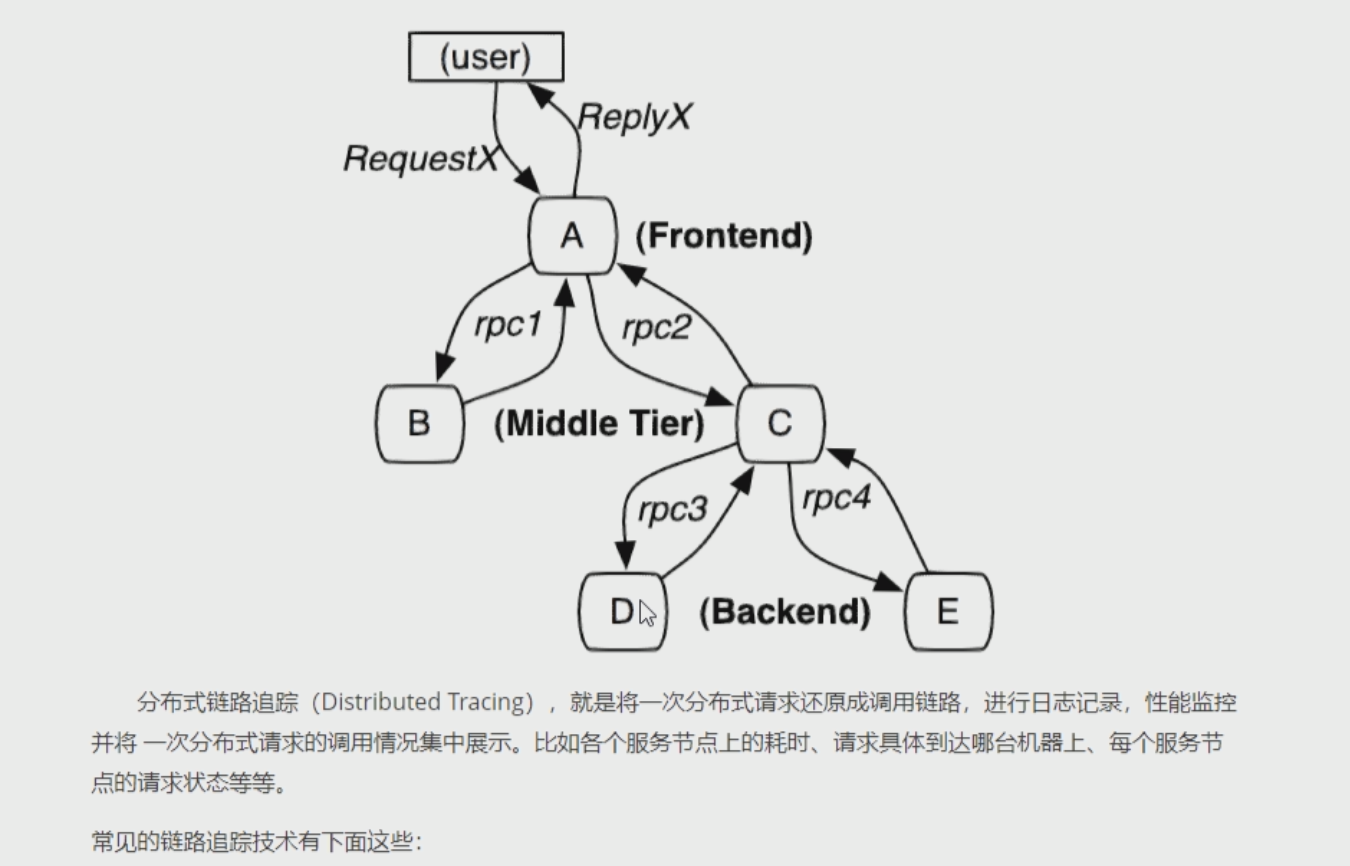 (user)
ReplyX
RequestX
A (Frontend)
rpc1 rpc2
B (Middle Tier) C
rpc3 rpc4
D (Backend) E
分布式链路追踪（Distributed Tracing），就是将一次分布式请求还原成调用链路，进行日志记录，性能监控
并将 一次分布式请求的调用情况集中展示。比如各个服务节点上的耗时、请求具体到达哪台机器上、每个服务节
点的请求状态等等。
常见的链路追踪技术有下面这些：